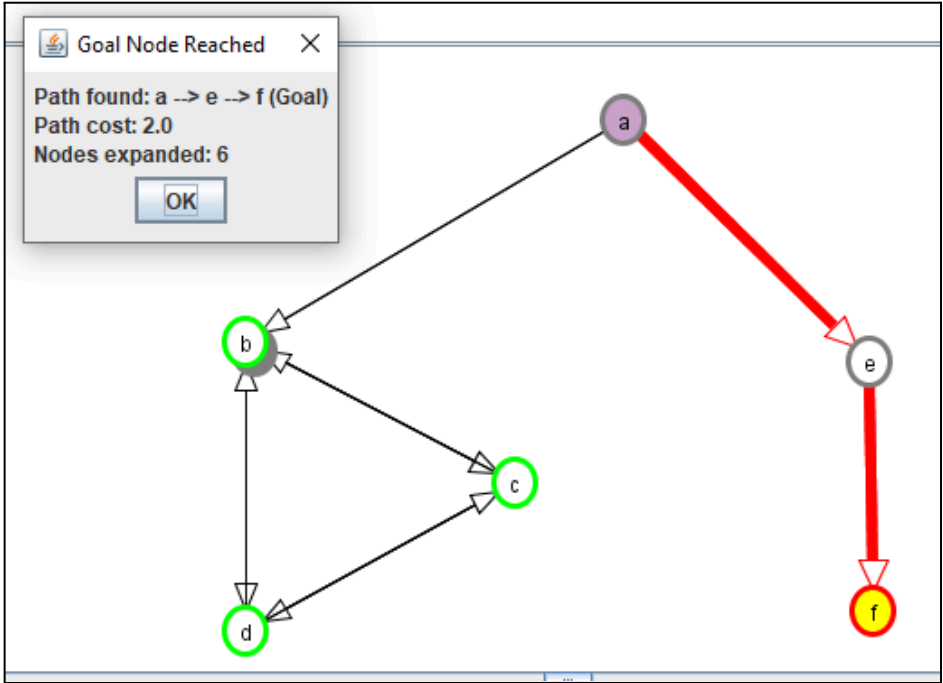 Goal Node Reached
Path found: a --> e --> f (Goal)
Path cost: 2.0
Nodes expanded: 6
OK
a
b
e
c
f
d
...